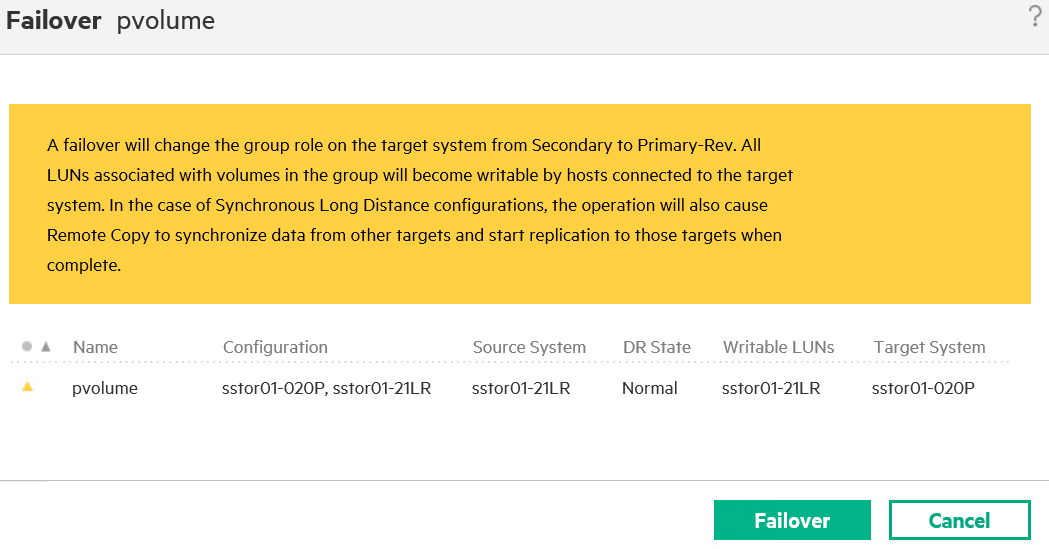 Failover pvolume ?
A failover will change the group role on the target system from Secondary to Primary-Rev. All
LUNs associated with volumes in the group will become writable by hosts connected to the target
system. In the case of Synchronous Long Distance configurations, the operation will also cause
Remote Copy to synchronize data from other targets and start replication to those targets when
complete.
Name Configuration Source System DR State Writable LUNs Target System
pvolume sstor01-020P, sstor01-21LR sstor01-21LR Normal sstor01-21LR sstor01-020P
Failover Cancel